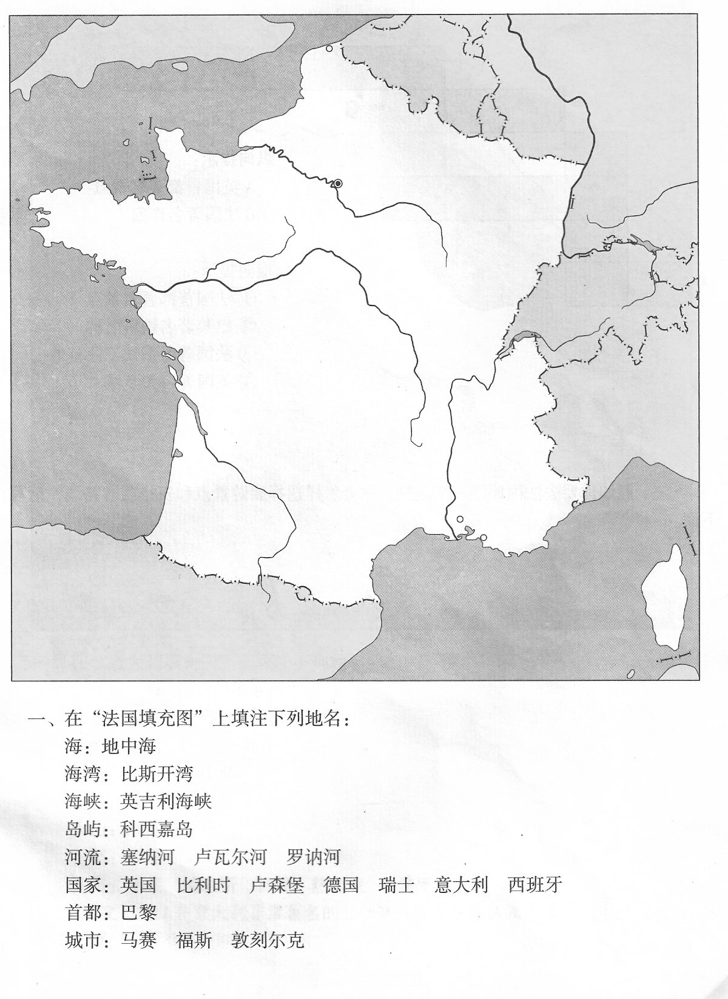 一、在“法国填充图”上填注下列地名：
海：地中海
海湾：比斯开湾
海峡：英吉利海峡
岛屿：科西嘉岛
河流：塞纳河 卢瓦尔河 罗讷河
国家：英国 比利时 卢森堡 德国 瑞士 意大利 西班牙
首都：巴黎
城市：马赛 福斯 敦刻尔克